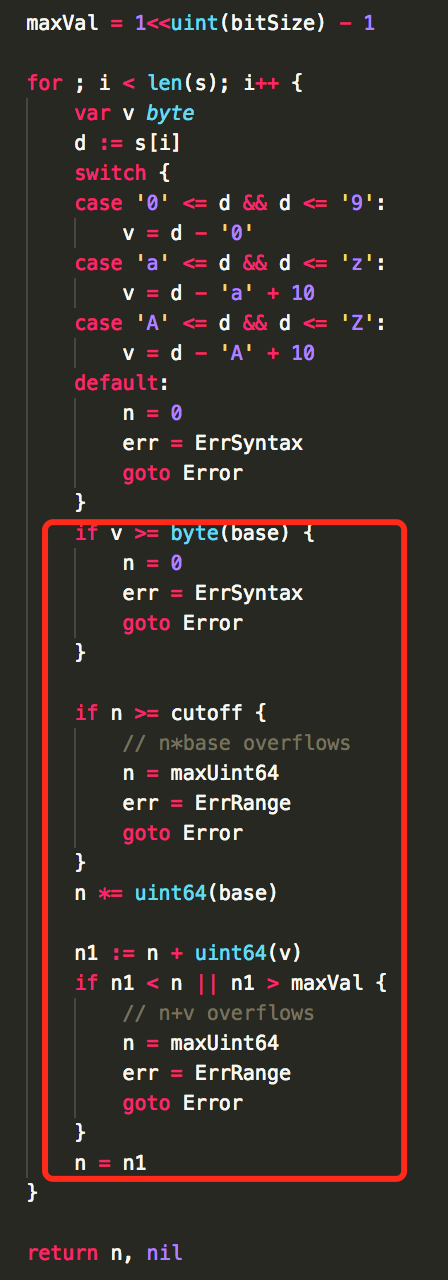 maxVal = 1<<uint(bitSize) - 1
for ; i < len(s); i++ {
var v byte
d := s[i]
switch {
case '0' <= d && d <= '9':
v = d - '0'
case 'a' <= d && d <= 'z':
v = d - 'a' + 10
case 'A' <= d && d <= 'Z':
v = d - 'A' + 10
default:
n = 0
err = ErrSyntax
goto Error
}
if v >= byte(base) {
n = 0
err = ErrSyntax
goto Error
}
if n >= cutoff {
// n*base overflows
n = maxUint64
err = ErrRange
goto Error
}
n *= uint64(base)
n1 := n + uint64(v)
if n1 < n || n1 > maxVal {
// n+v overflows
n = maxUint64
err = ErrRange
goto Error
}
n = n1
}
return n, nil